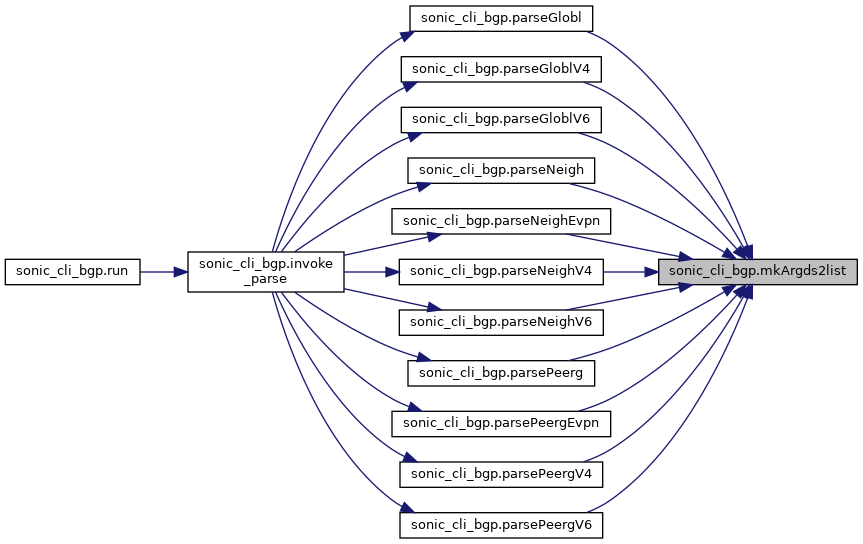 sonic_cli_bgp.parseGlobl
sonic_cli_bgp.parseGloblV4
sonic_cli_bgp.parseGloblV6
sonic_cli_bgp.parseNeigh
sonic_cli_bgp.parseNeighEvpn
sonic_cli_bgp.run
sonic_cli_bgp.invoke
_parse
sonic_cli_bgp.parseNeighV4
sonic_cli_bgp.mkArgds2list
sonic_cli_bgp.parseNeighV6
sonic_cli_bgp.parsePeerg
sonic_cli_bgp.parsePeergEvpn
sonic_cli_bgp.parsePeergV4
sonic_cli_bgp.parsePeergV6